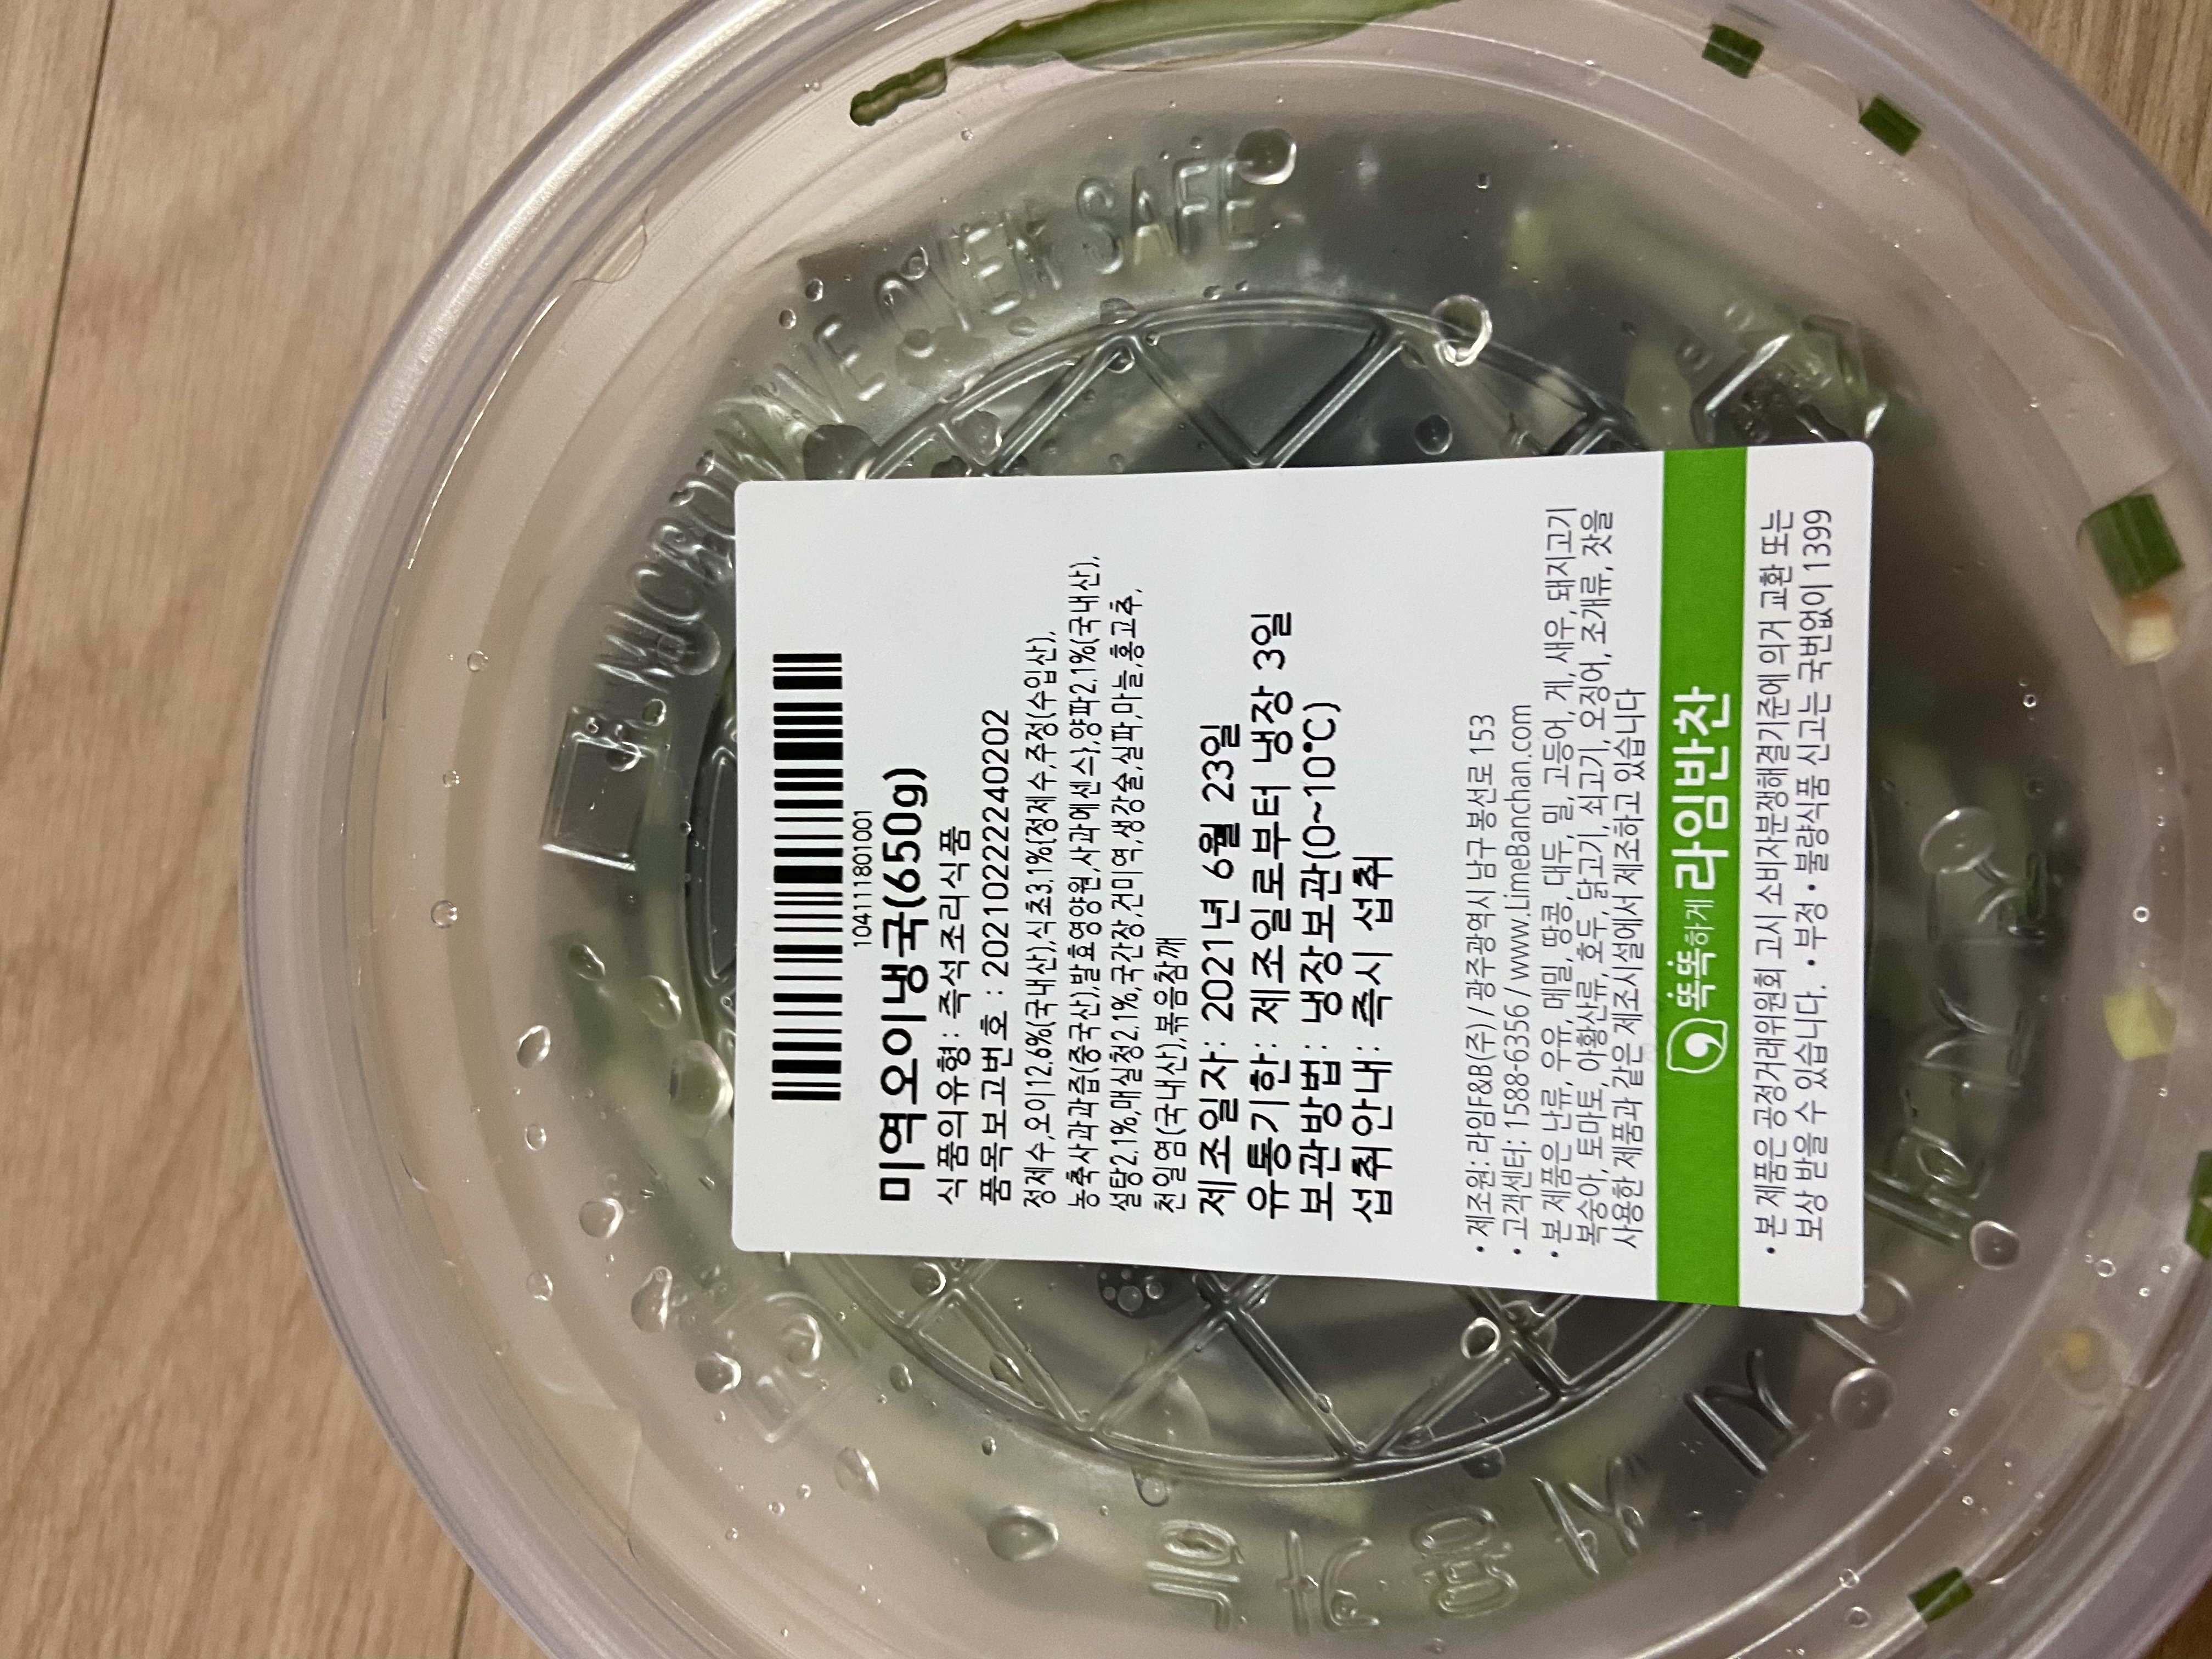 1041111801001
미역오이냉국(650g)
식품의유형: 즉석조리식품
품목보고번호 : 20210222240202
정제수,오이12.6%(국내산),식초3.1%(정제수,주정(수입산),
농축사과과즙(중국산),발효영양원,사과에센스),양파2.1%(국내산),
설탕2.1%,매실청2.1%,국간장,건미역,생강술,실파,마늘,홍고추,
천일염(국내산),볶음참깨
제조일자: 2021년 6월 23일
유통기한: 제조일로부터 냉장 3일
보관방법: 냉장보관(0~10℃)
섭취안내: 즉시 섭취
• 제조원: 라임F&B(주) / 광주광역시 남구 봉선로 153
• 고객센터: 1588-6356 / www.LimeBanchan.com
• 본 제품은 난류, 우유, 메밀, 땅콩, 대두, 밀, 고등어, 게, 새우, 돼지고기
복숭아, 토마토, 아황산류, 호두, 닭고기, 쇠고기, 오징어, 조개류, 잣을
사용한 제품과 같은 제조시설에서 제조하고 있습니다
똑똑하게 라임반찬
• 본 제품은 공정거래위원회 고시 소비자분쟁해결기준에 의거 교환 또는
보상 받을 수 있습니다. • 부정 • 불량식품 신고는 국번없이 1399
MICROWAVE OVEN SAFE